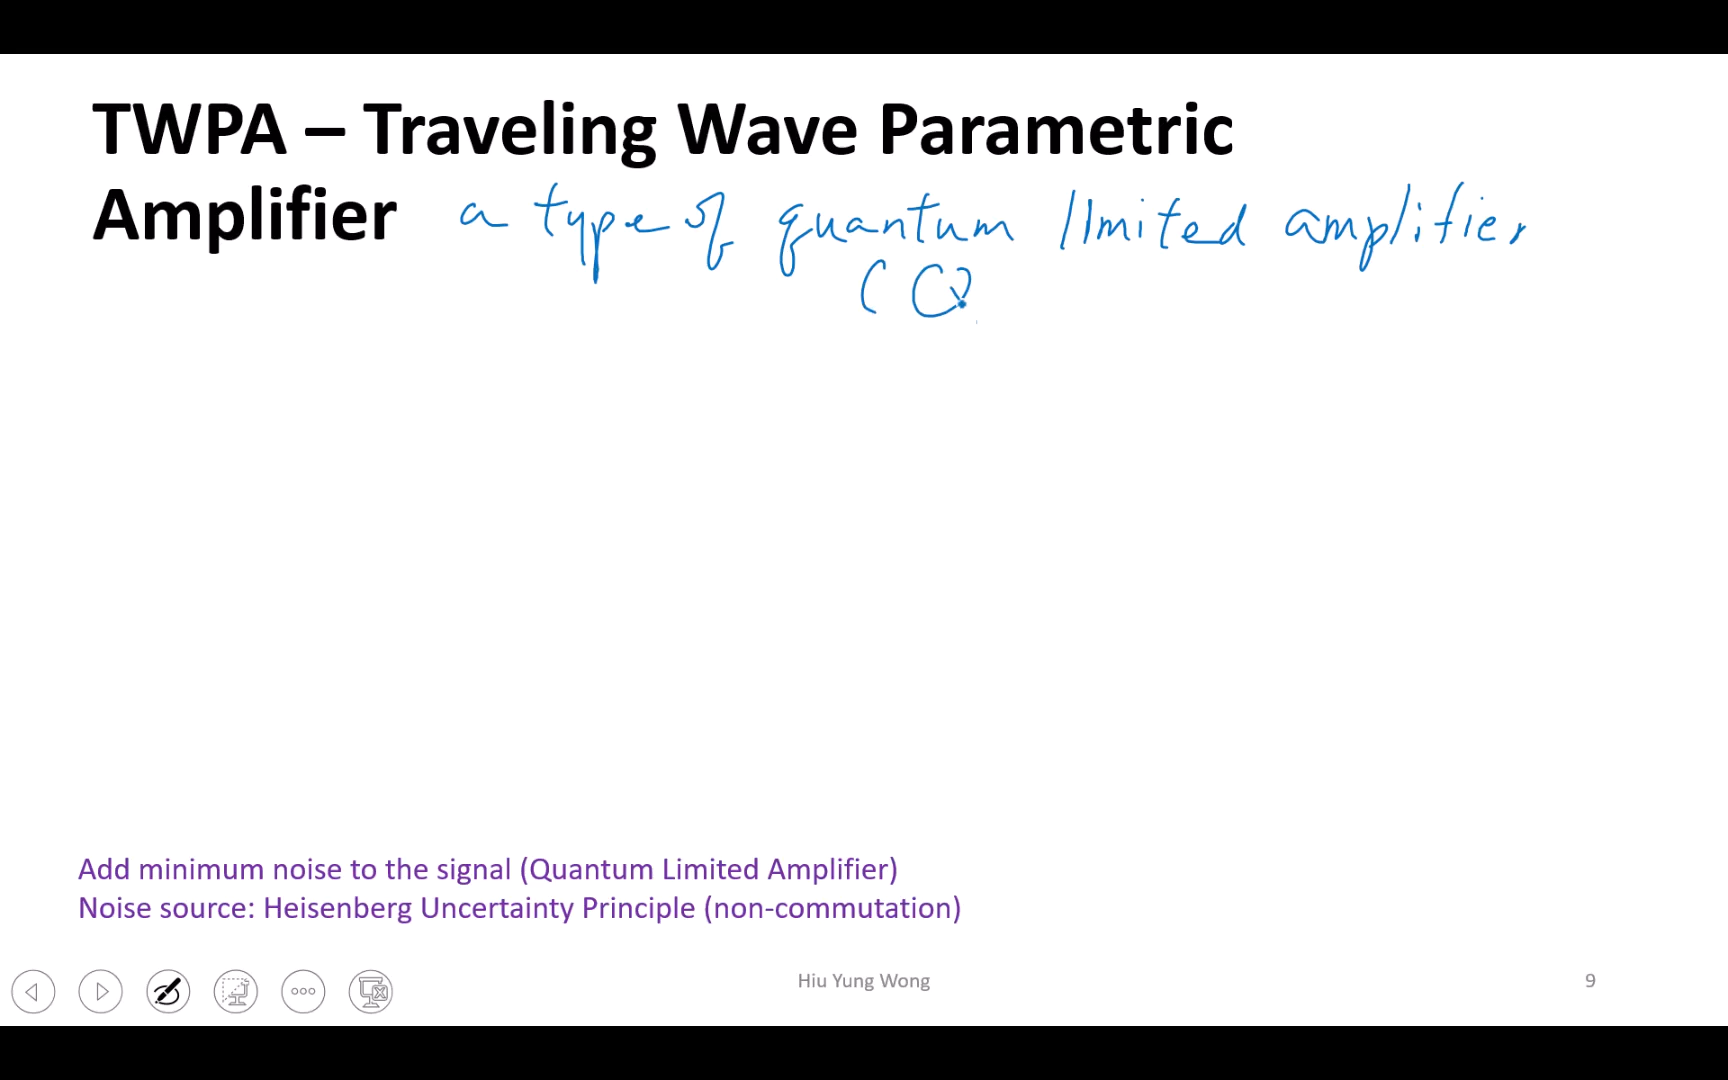 TWPA – Traveling Wave Parametric
Amplifier a type of quantum limited amplifier
(Q
Add minimum noise to the signal (Quantum Limited Amplifier)
Noise source: Heisenberg Uncertainty Principle (non-commutation)
Hiu Yung Wong
9